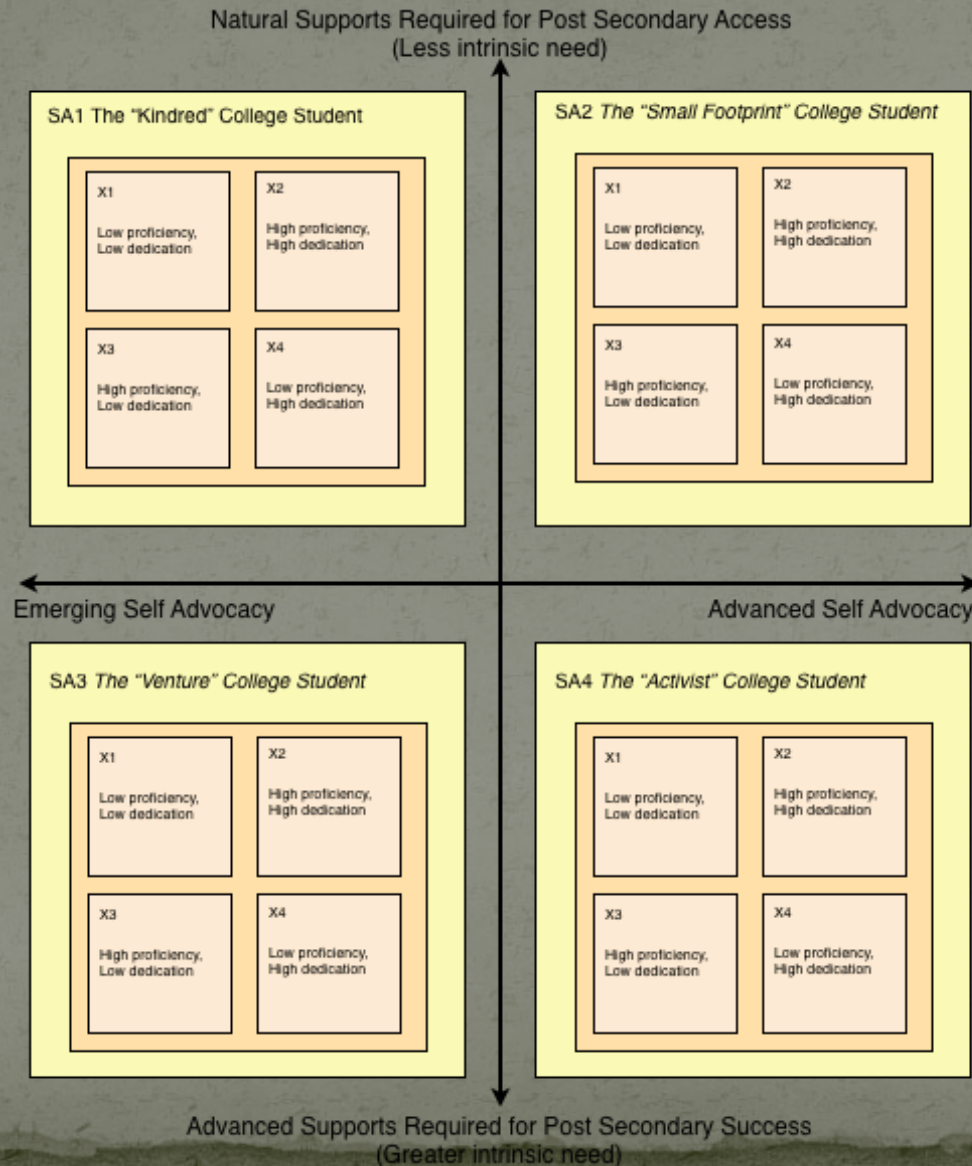 Natural Supports Required for Post Secondary Access
(Less intrinsic need)
SA1 The “Kindred” College Student
X1
Low proficiency,
Low dedication
X2
High proficiency,
High dedication
X3
High proficiency,
Low dedication
X4
Low proficiency,
High dedication
SA2 The “Small Footprint” College Student
X1
Low proficiency,
Low dedication
X2
High proficiency,
High dedication
X3
High proficiency,
Low dedication
X4
Low proficiency,
High dedication
Emerging Self Advocacy
Advanced Self Advocacy
SA3 The “Venture” College Student
X1
Low proficiency,
Low dedication
X2
High proficiency,
High dedication
X3
High proficiency,
Low dedication
X4
Low proficiency,
High dedication
SA4 The “Activist” College Student
X1
Low proficiency,
Low dedication
X2
High proficiency,
High dedication
X3
High proficiency,
Low dedication
X4
Low proficiency,
High dedication
Advanced Supports Required for Post Secondary Success
(Greater intrinsic need)